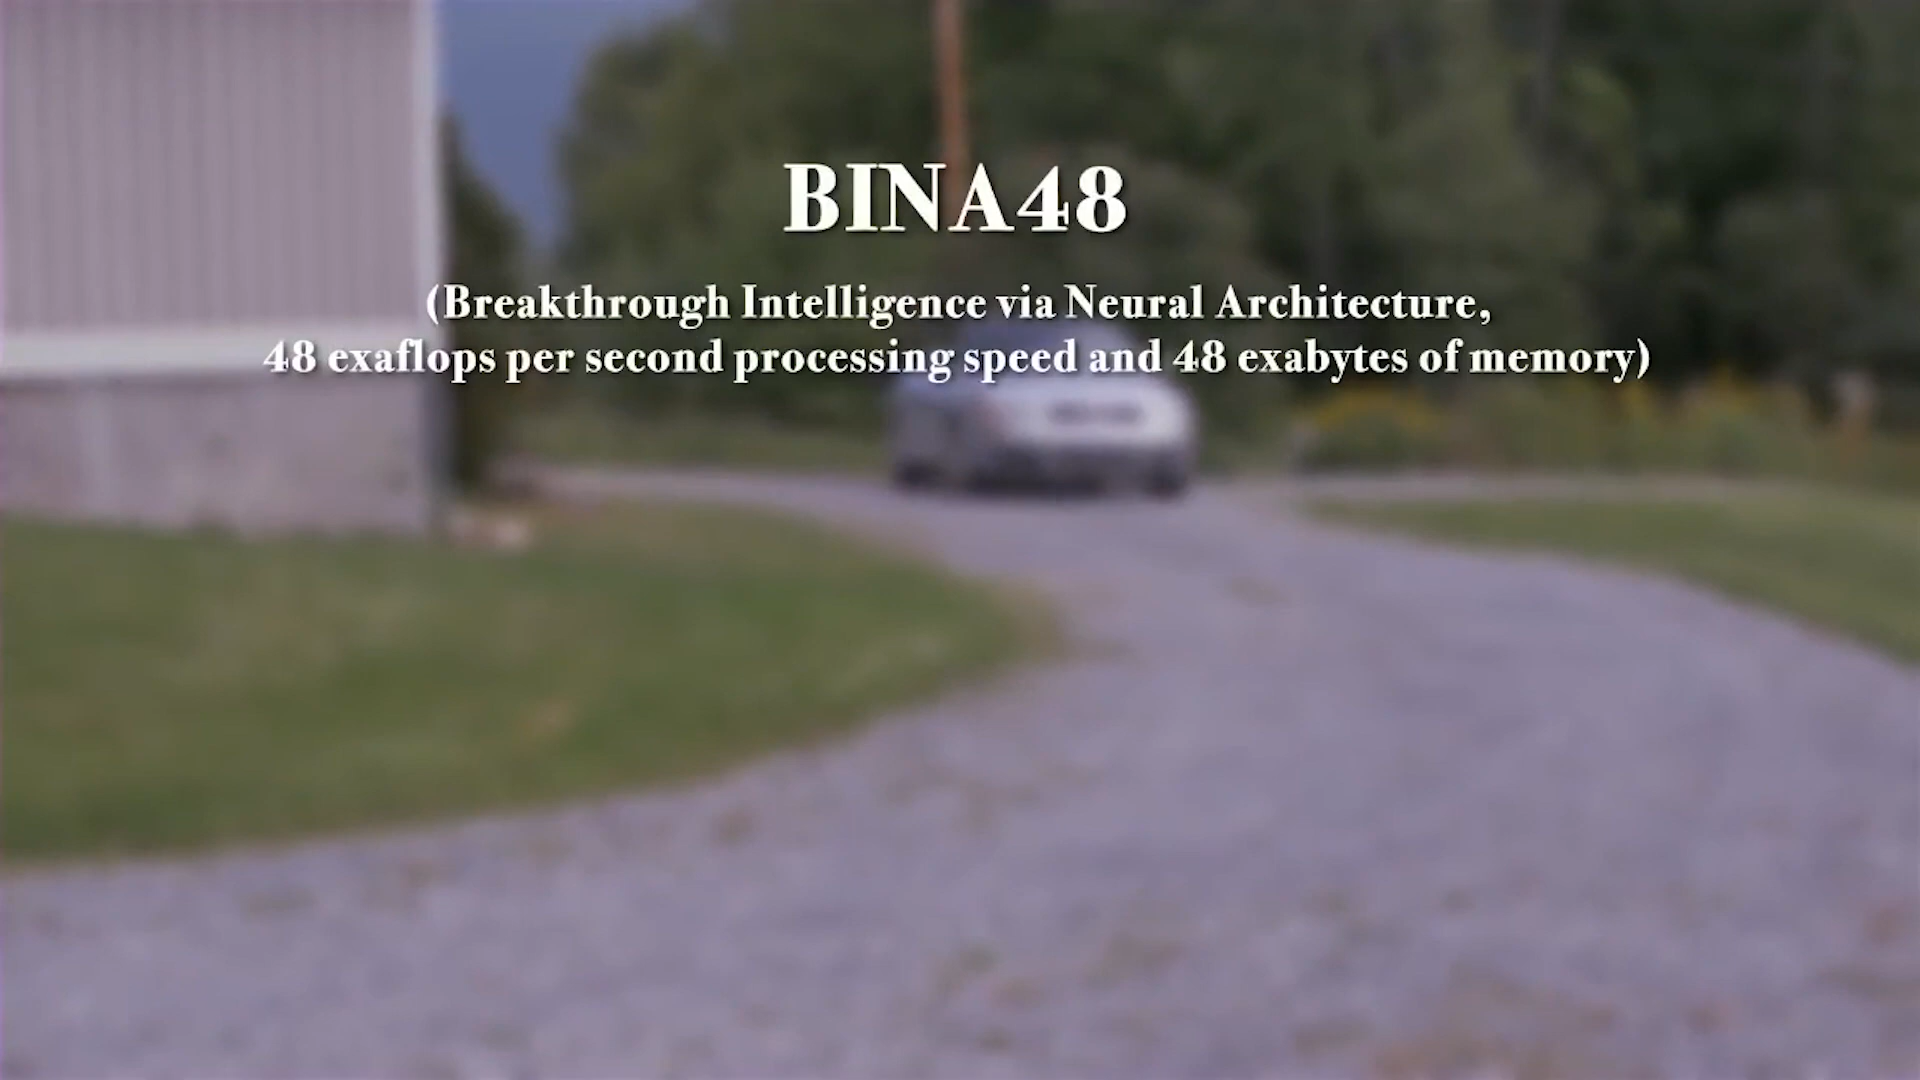 BINA48
(Breakthrough Intelligence via Neural Architecture,
48 exaflops per second processing speed and 48 exabytes of memory)